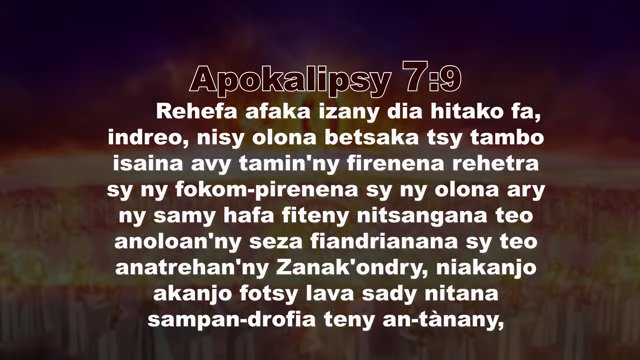 Apokalipsy 7:9
Rehefa afaka izany dia hitako fa,
indreo, nisy olona betsaka tsy tambo
isaina avy tamin'ny firenena rehetra
sy ny fokom-pirenena sy ny olona ary
ny samy hafa fiteny nitsangana teo
anoloan'ny seza fiandrianana sy teo
anatrehan'ny Zanak'ondry, niakanjo
akanjo fotsy lava sady nitana
sampan-drofia teny an-tànany,